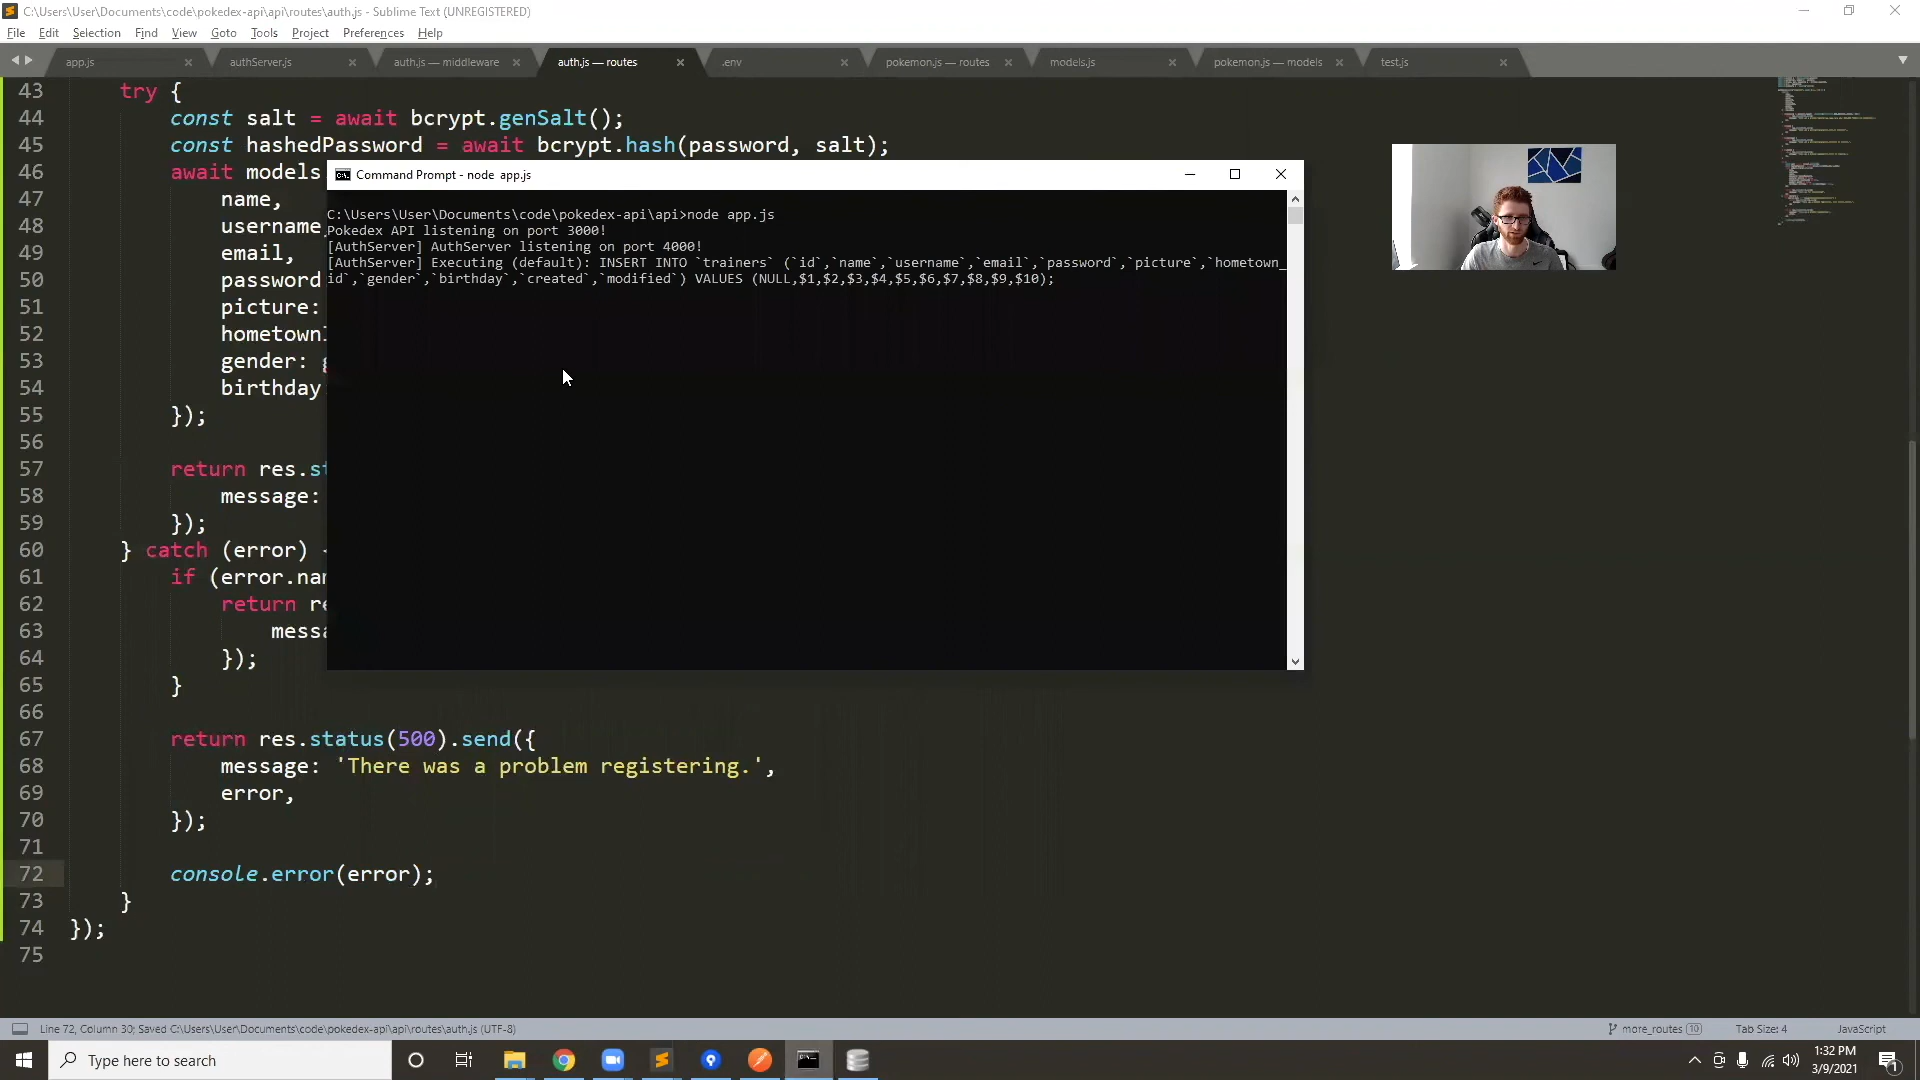 C:\Users\User\Documents\code\pokedex-api\api\routes\auth.js - Sublime Text (UNREGISTERED)
File Edit Selection Find View Goto Tools Project Preferences Help
app.js authServer.js auth.js — middleware auth.js — routes .env pokemon.js — routes models.js pokemon.js — models test.js
43 try {
44 const salt = await bcrypt.genSalt();
45 const hashedPassword = await bcrypt.hash(password, salt);
46 await models
47 name,
48 username,
49 email,
50 password
51 picture:
52 hometownI
53 gender: g
54 birthday
55 });
56
57 return res.st
58 message:
59 });
60 } catch (error) {
61 if (error.nam
62 return re
63 messa
64 });
65 }
66
67 return res.status(500).send({
68 message: 'There was a problem registering.',
69 error,
70 });
71
72 console.error(error);
73 }
74 });
75
Command Prompt - node app.js
C:\Users\User\Documents\code\pokedex-api\api>node app.js
Pokedex API listening on port 3000!
[AuthServer] AuthServer listening on port 4000!
[AuthServer] Executing (default): INSERT INTO `trainers` (`id`,`name`,`username`,`email`,`password`,`picture`,`hometown_
id`,`gender`,`birthday`,`created`,`modified`) VALUES (NULL,$1,$2,$3,$4,$5,$6,$7,$8,$9,$10);
Line 72, Column 30; Saved C:\Users\User\Documents\code\pokedex-api\api\routes\auth.js (UTF-8)
more_routes 10 Tab Size: 4 JavaScript
Type here to search
1:32 PM
3/9/2021
1